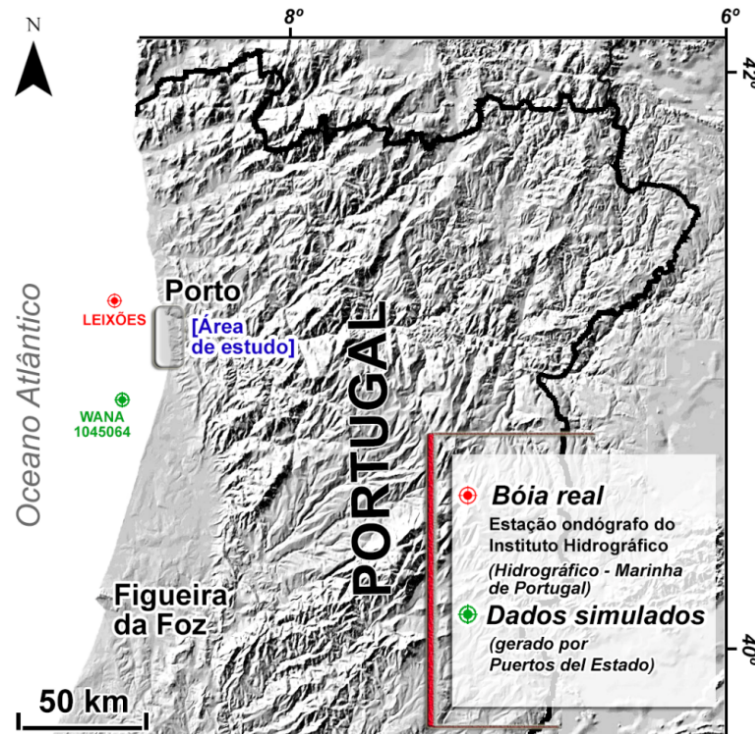 N
8º
6º
42º
Porto
LEIXÕES
[Área
de estudo]
Oceano Atlântico
WANA
1045064
PORTUGAL
Bóia real
Estação ondógrafo do
Instituto Hidrográfico
(Hidrográfico - Marinha
de Portugal)
Dados simulados
(gerado por
Puertos del Estado)
Figueira
da Foz
40º
50 km